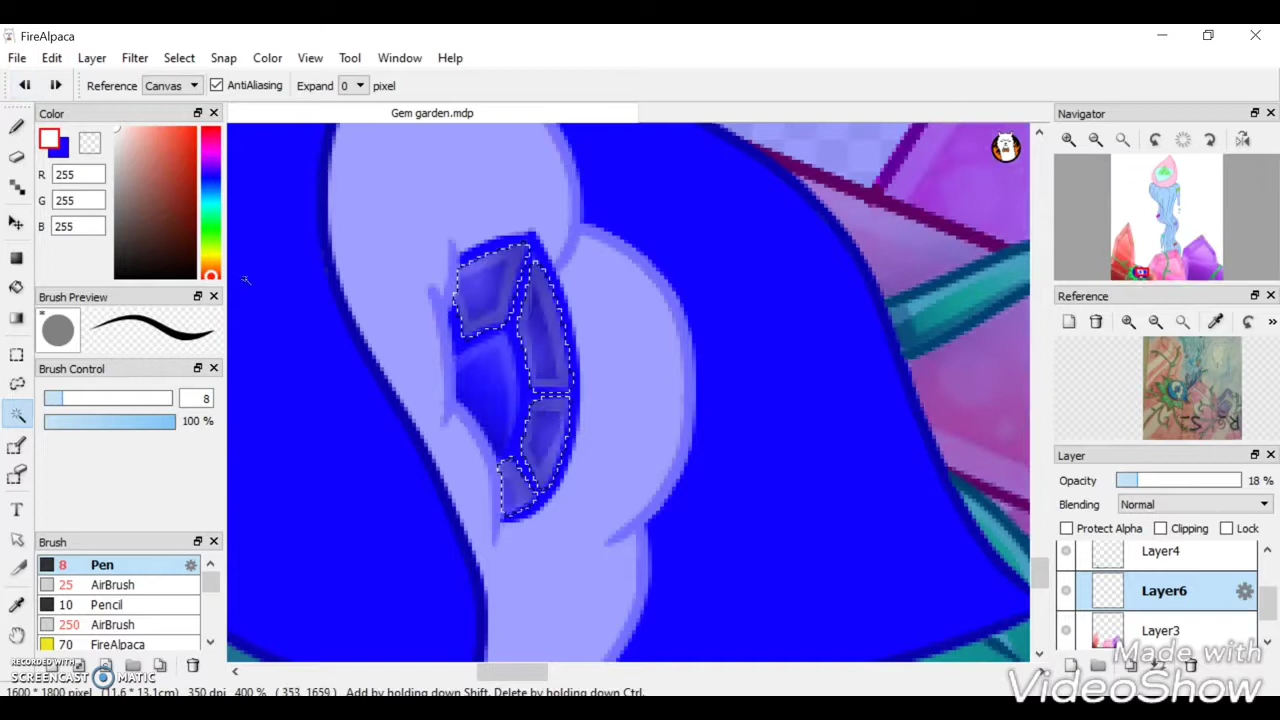 FireAlpaca
File Edit Layer Filter Select Snap Color View Tool Window Help
Reference Canvas AntiAliasing Expand 0 pixel
Color
Gem garden.mdp
Navigator
R 255
G 255
B 255
Brush Preview
Reference
Brush Control
8
100 %
Layer
Opacity 18 %
Blending Normal
Protect Alpha Clipping Lock
Layer4
Layer6
Layer3
Brush
8 Pen
25 AirBrush
10 Pencil
250 AirBrush
70 FireAlpaca
RECORDED WITH
SCREENCAST MATIC
Made with
VideoShow
1600 * 1800 pixel (11.6 * 13.1cm) 350 dpi 400 % ( 353, 1659 ) Add by holding down Shift, Delete by holding down Ctrl.